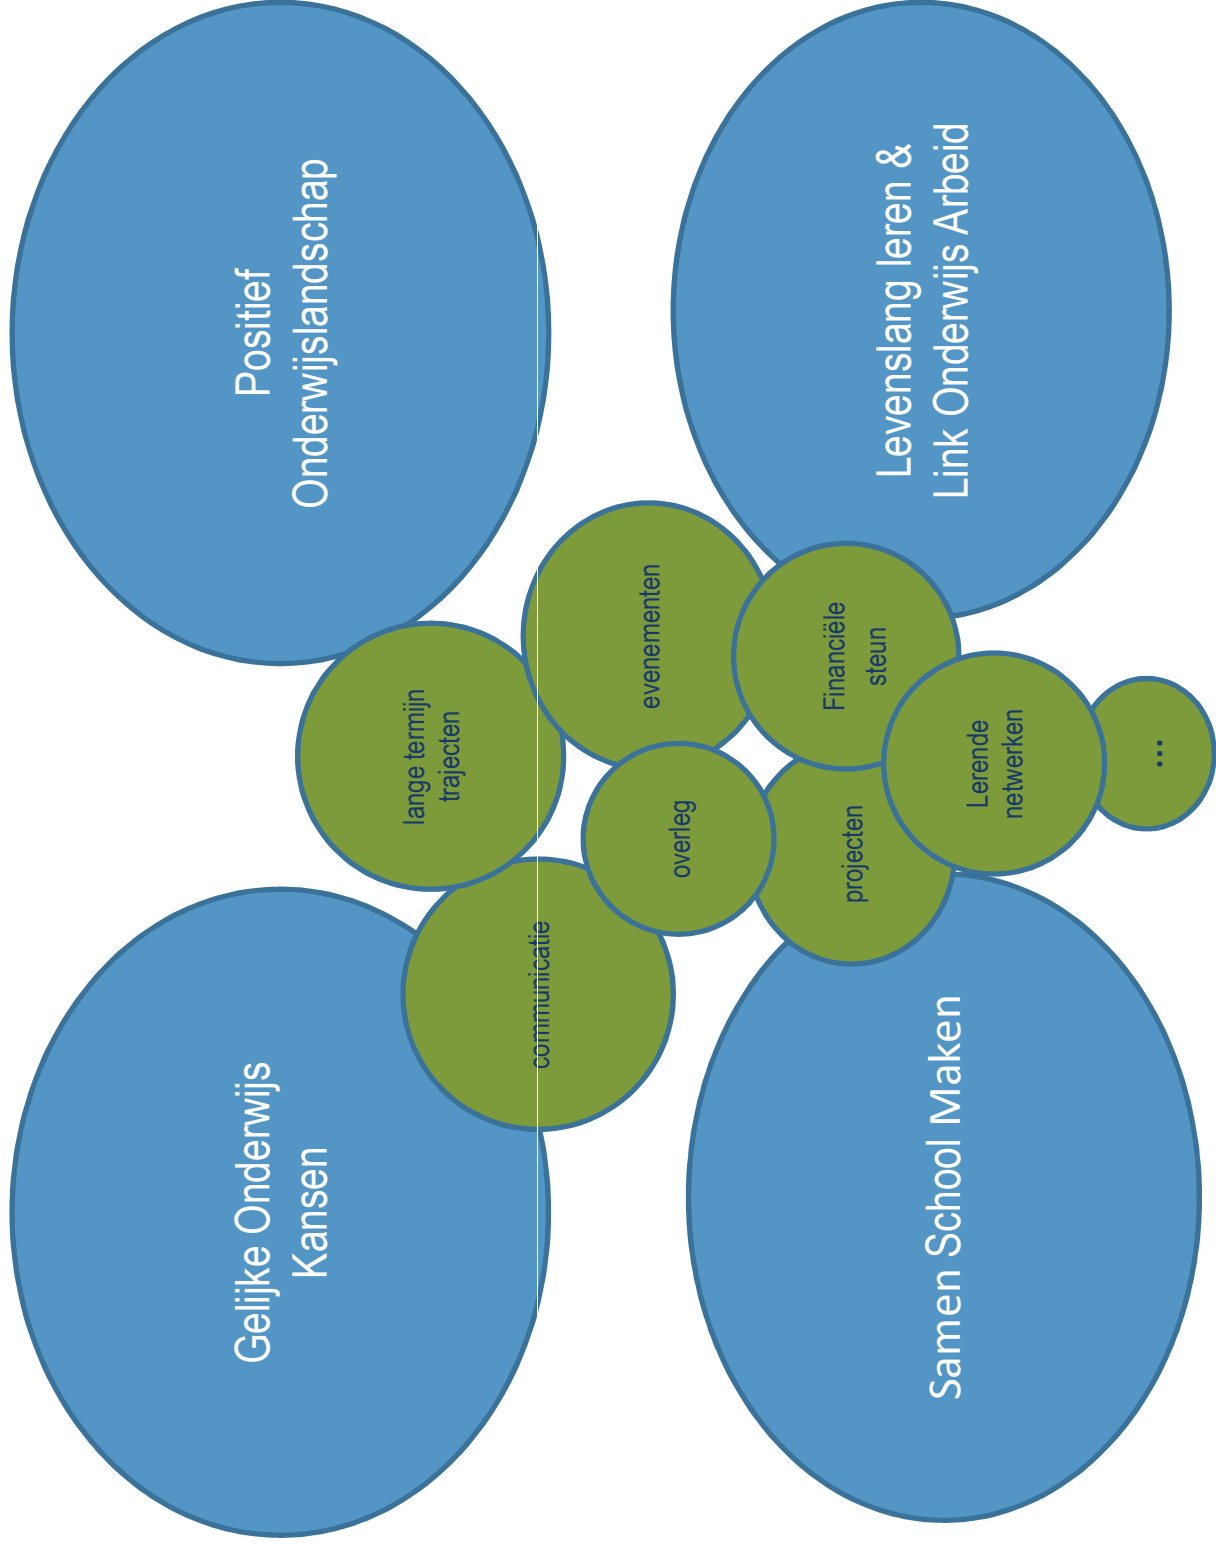 Gelijke Onderwijs
Kansen
Positief
Onderwijslandschap
lange termijn
trajecten
communicatie
evenementen
overleg
Financiële
steun
projecten
Levenslang leren &
Link Onderwijs Arbeid
Samen School Maken
Lerende
netwerken
...